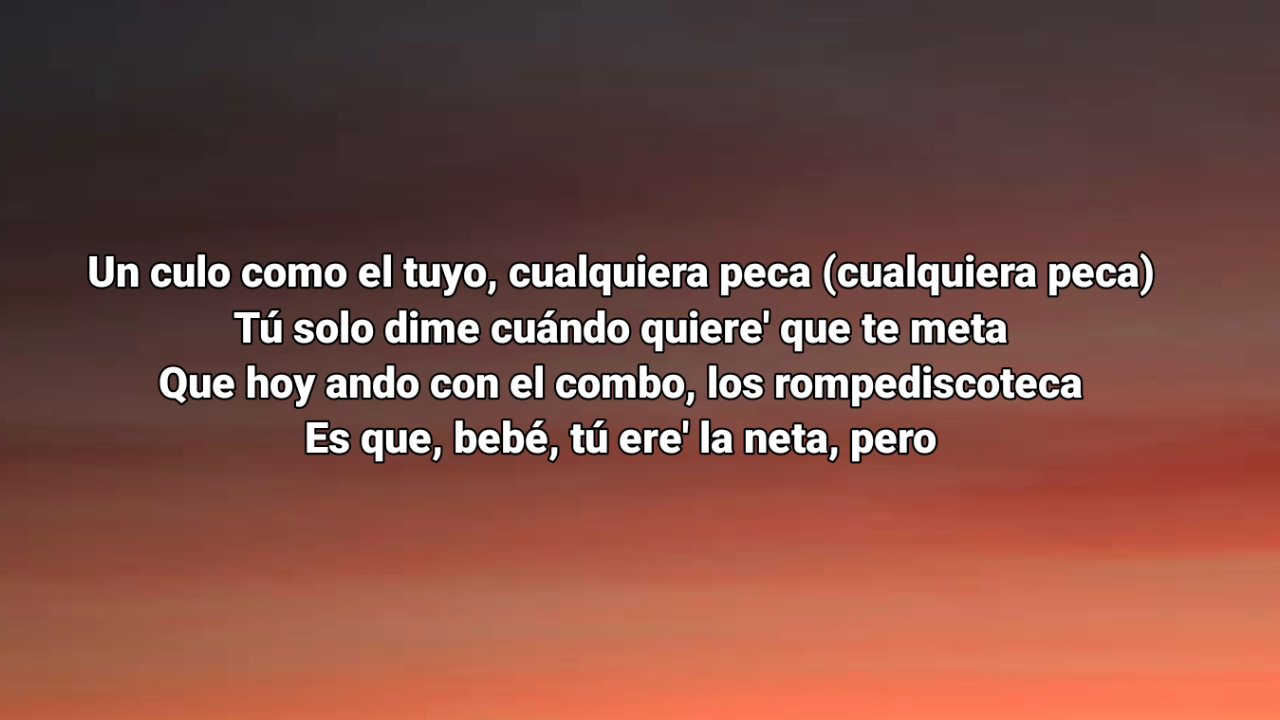 Un culo como el tuyo, cualquiera peca (cualquiera peca)
Tú solo dime cuándo quiere' que te meta
Que hoy ando con el combo, los rompediscoteca
Es que, bebé, tú ere' la neta, pero